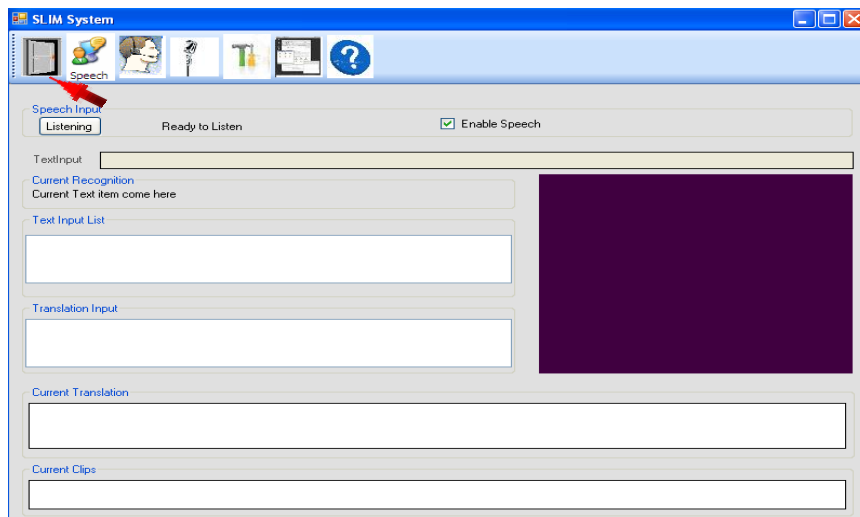 SLIM System
Speech
Speech Input
Listening
Ready to Listen
Enable Speech
TextInput
Current Recognition
Current Text item come here
Text Input List
Translation Input
Current Translation
Current Clips